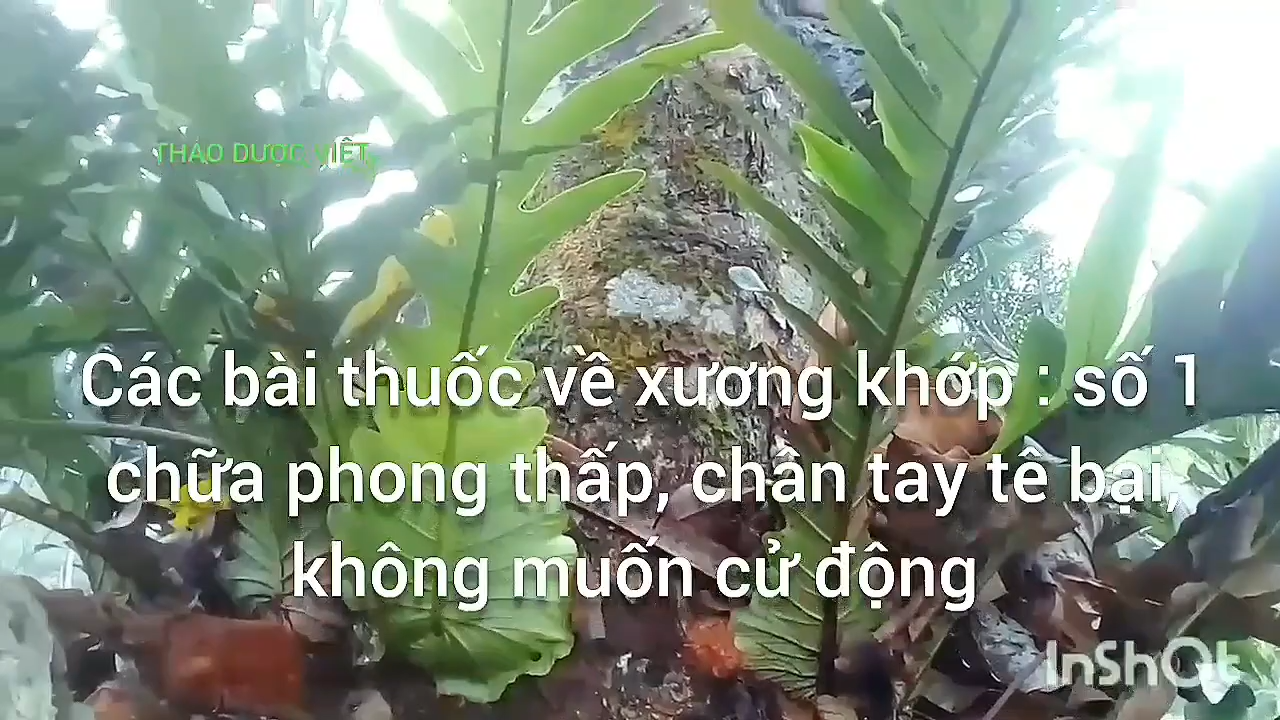 THẢO DƯỢC VIỆT.
Các bài thuốc về xương khớp : số 1
chữa phong thấp, chân tay tê bại,
không muốn cử động
InShOt